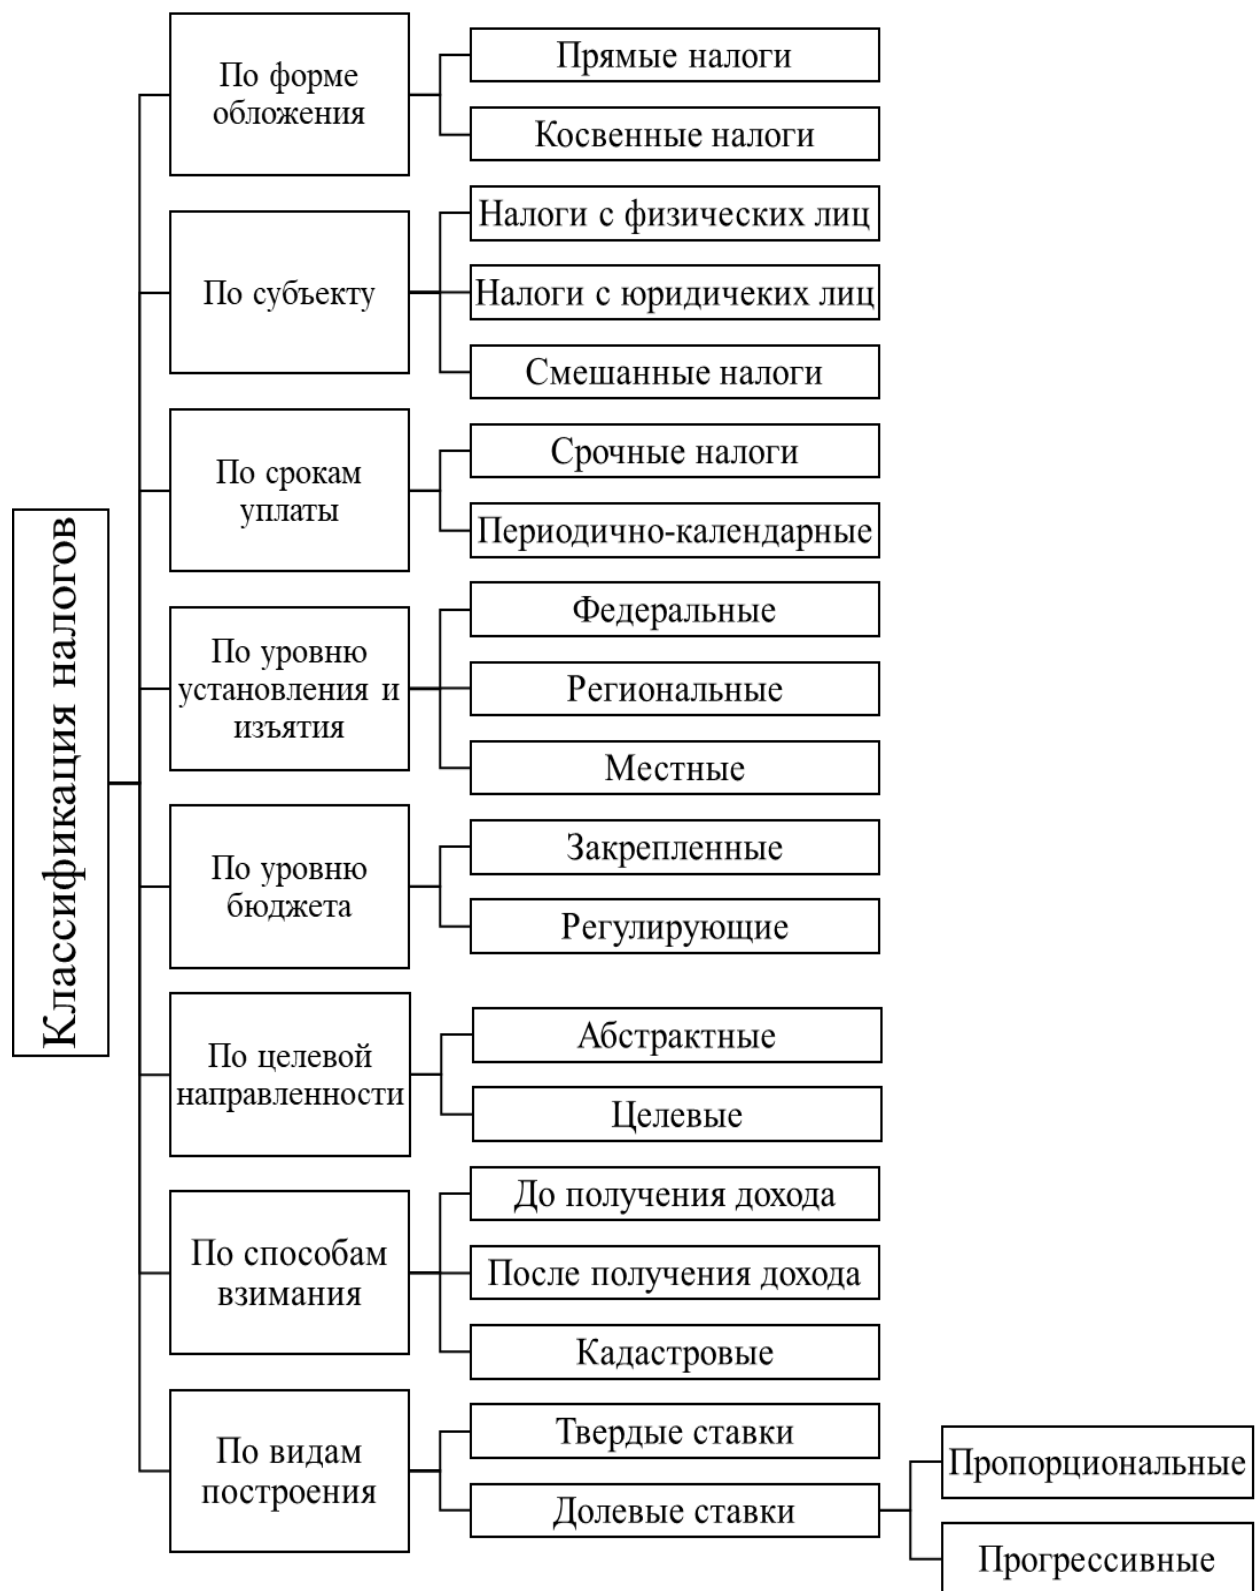 Классификация налогов
По форме
обложения
Прямые налоги
Косвенные налоги
По субъекту
Налоги с физических лиц
Налоги с юридичеких лиц
Смешанные налоги
По срокам
уплаты
Срочные налоги
Периодично-календарные
По уровню
установления и
изъятия
Федеральные
Региональные
Местные
По уровню
бюджета
Закрепленные
Регулирующие
По целевой
направленности
Абстрактные
Целевые
По способам
взимания
До получения дохода
После получения дохода
Кадастровые
По видам
построения
Твердые ставки
Долевые ставки
Пропорциональные
Прогрессивные